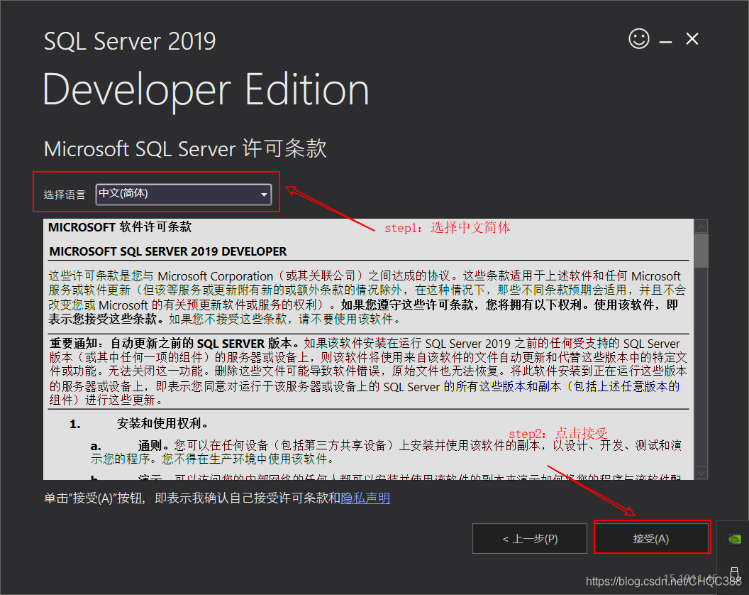 SQL Server 2019
Developer Edition
Microsoft SQL Server 许可条款
选择语言 中文(简体)
step1：选择中文简体
MICROSOFT 软件许可条款
MICROSOFT SQL SERVER 2019 DEVELOPER
这些许可条款是您与 Microsoft Corporation（或其关联公司）之间达成的协议。这些条款适用于上述软件和任何 Microsoft
服务或软件更新（但该等服务或更新附有新的或额外条款的情况除外，在这种情况下，那些不同条款预期会适用，并且不会
改变您或 Microsoft 的有关预更新软件或服务的权利）。如果您遵守这些许可条款，您将拥有以下权利。使用该软件，即
表示您接受这些条款。如果您不接受这些条款，请不要使用该软件。
重要通知：自动更新之前的 SQL SERVER 版本。如果该软件安装在运行 SQL Server 2019 之前的任何受支持的 SQL Server
版本（或其中任何一项的组件）的服务器或设备上，则该软件将使用来自该软件的文件自动更新和代替这些版本中的特定文
件或功能。无法关闭这一功能。删除这些文件可能导致软件错误，原始文件也无法恢复。将此软件安装到正在运行这些版本
的服务器或设备上，即表示您同意对运行于该服务器或设备上的 SQL Server 的所有这些版本和副本（包括上述任意版本的
组件）进行这些更新。
1. 安装和使用权利。
step2：点击接受
a. 通则。您可以在任何设备（包括第三方共享设备）上安装并使用该软件的副本，以设计、开发、测试和演
示您的程序。您不得在生产环境中使用该软件。
单击“接受(A)”按钮，即表示我确认自己接受许可条款和隐私声明
< 上一步(P)
接受(A)
https://blog.csdn.net/CHQC388